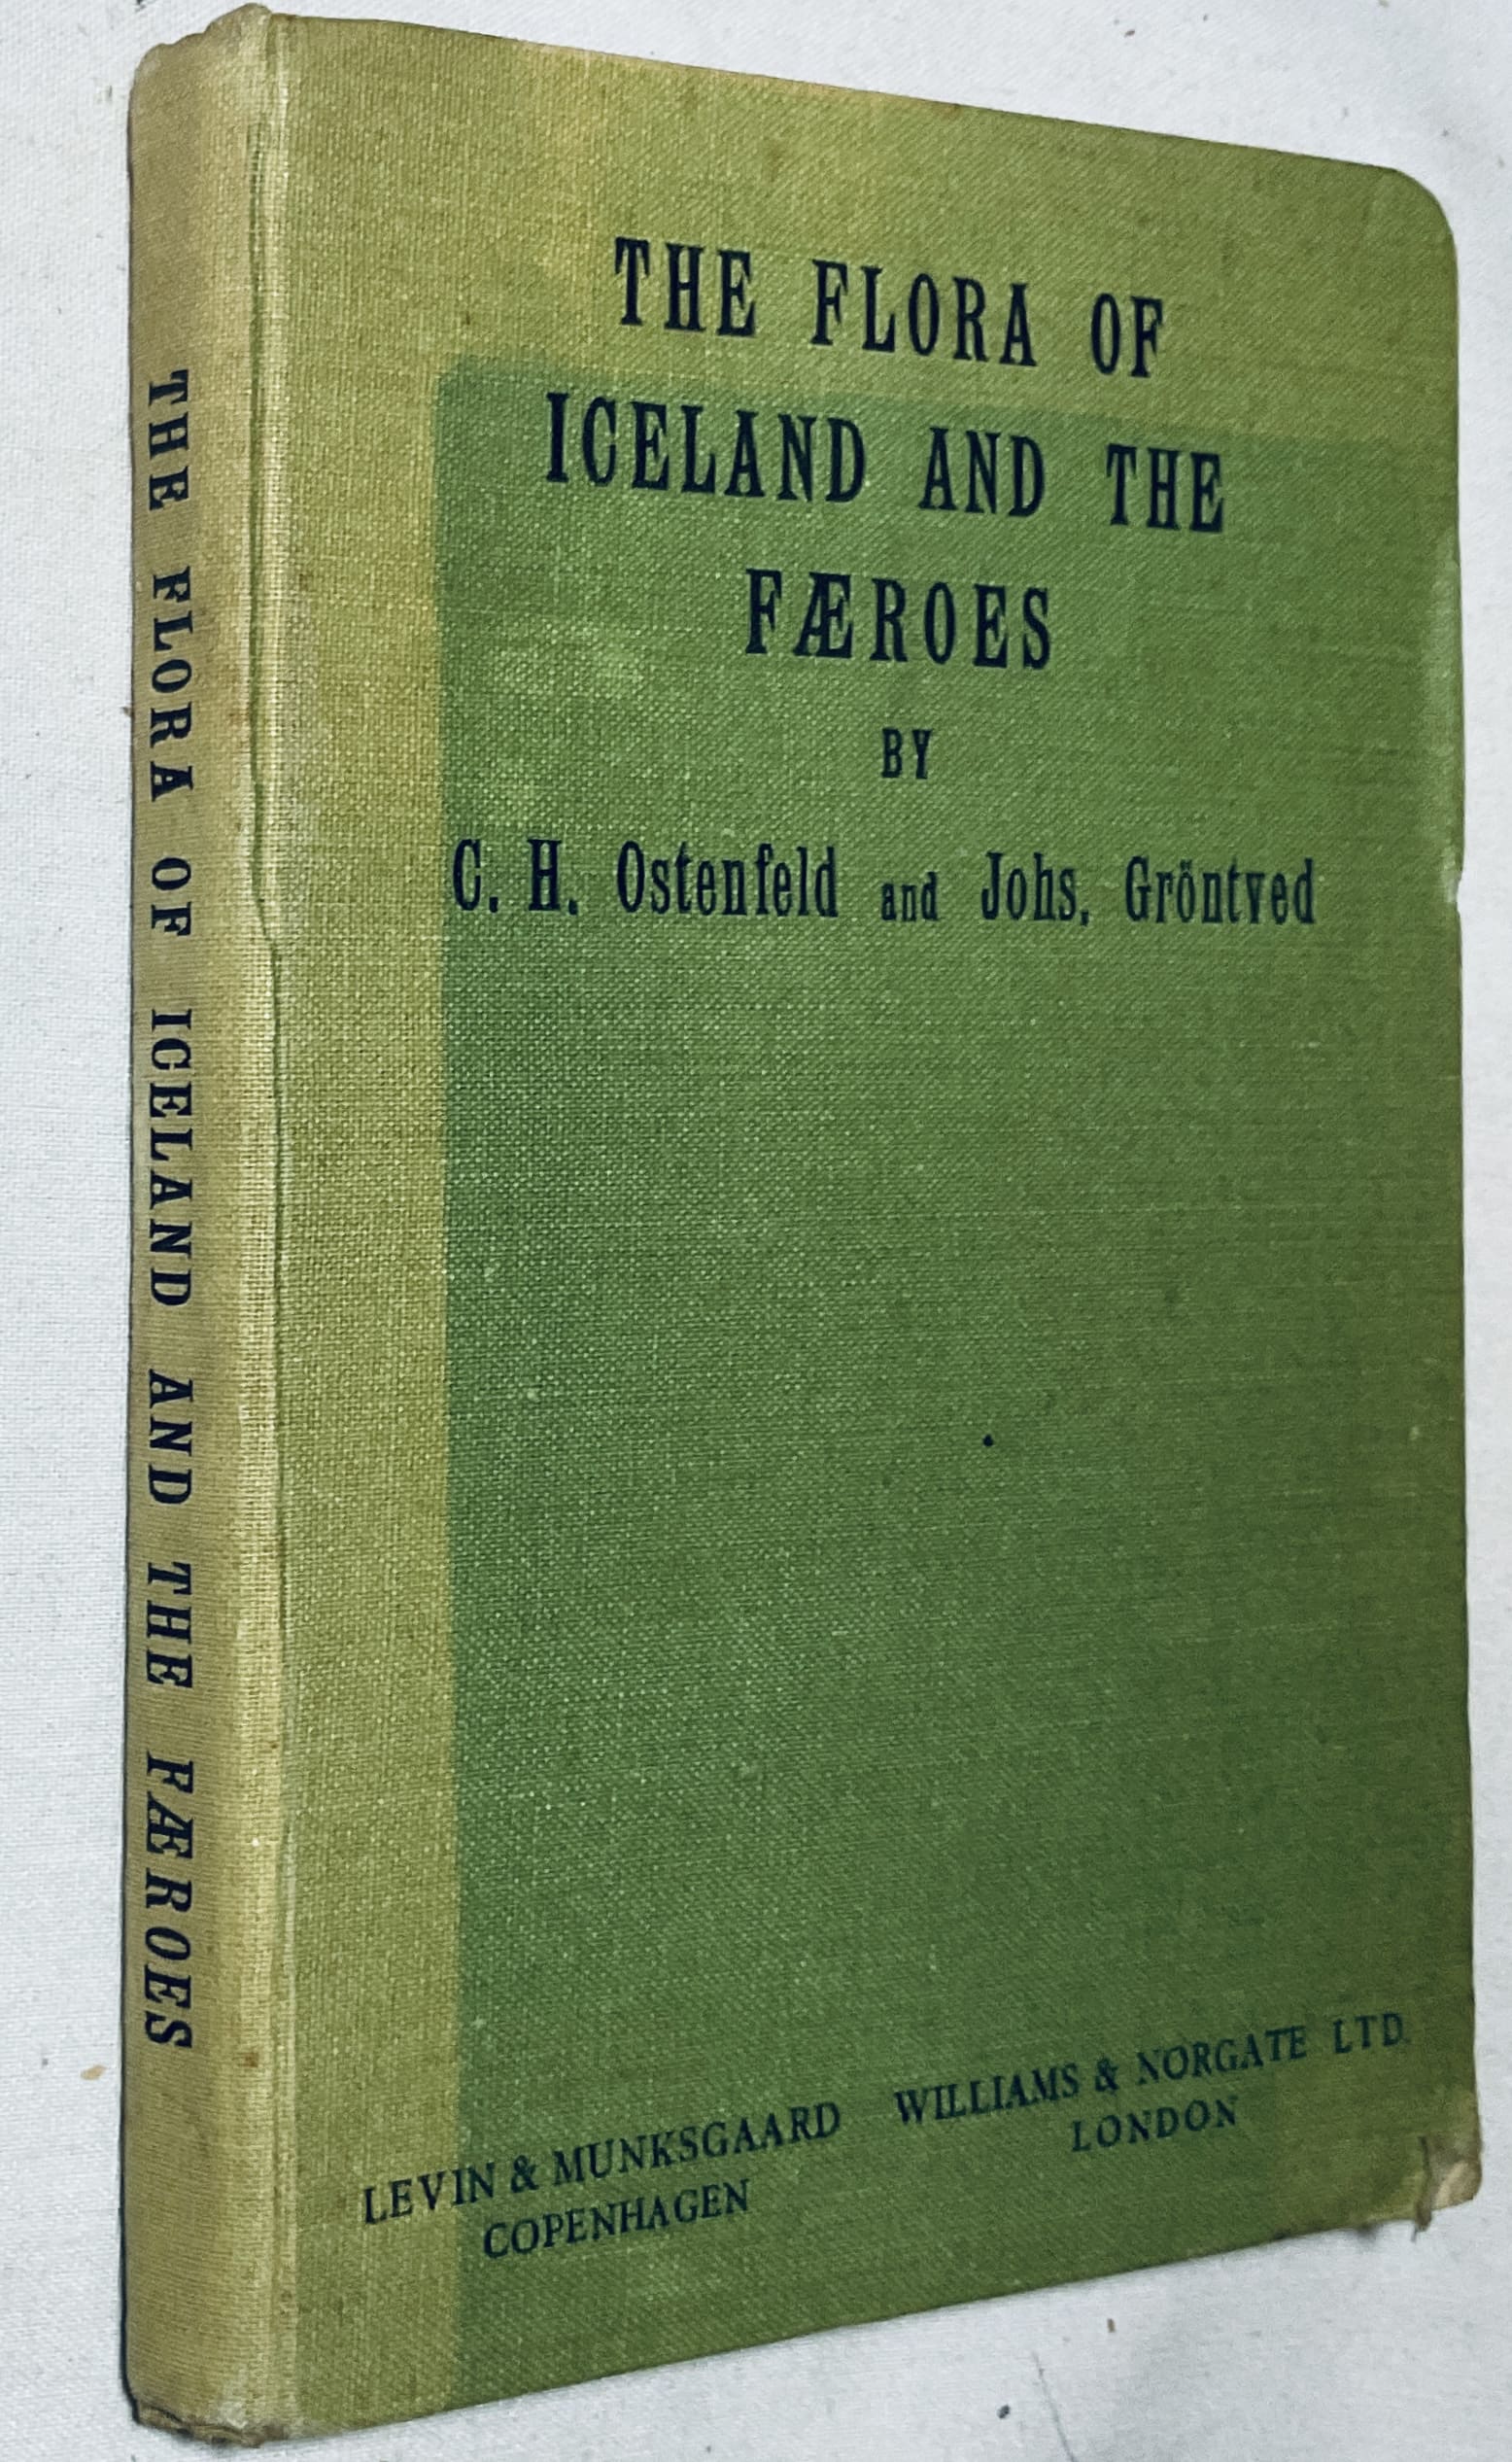 THE FLORA OF ICELAND AND THE FÆROES
THE FLORA OF
ICELAND AND THE
FÆROES
BY
C. H. Ostenfeld and Johs. Gröntved
LEVIN & MUNKSGAARD
COPENHAGEN
WILLIAMS & NORGATE LTD.
LONDON